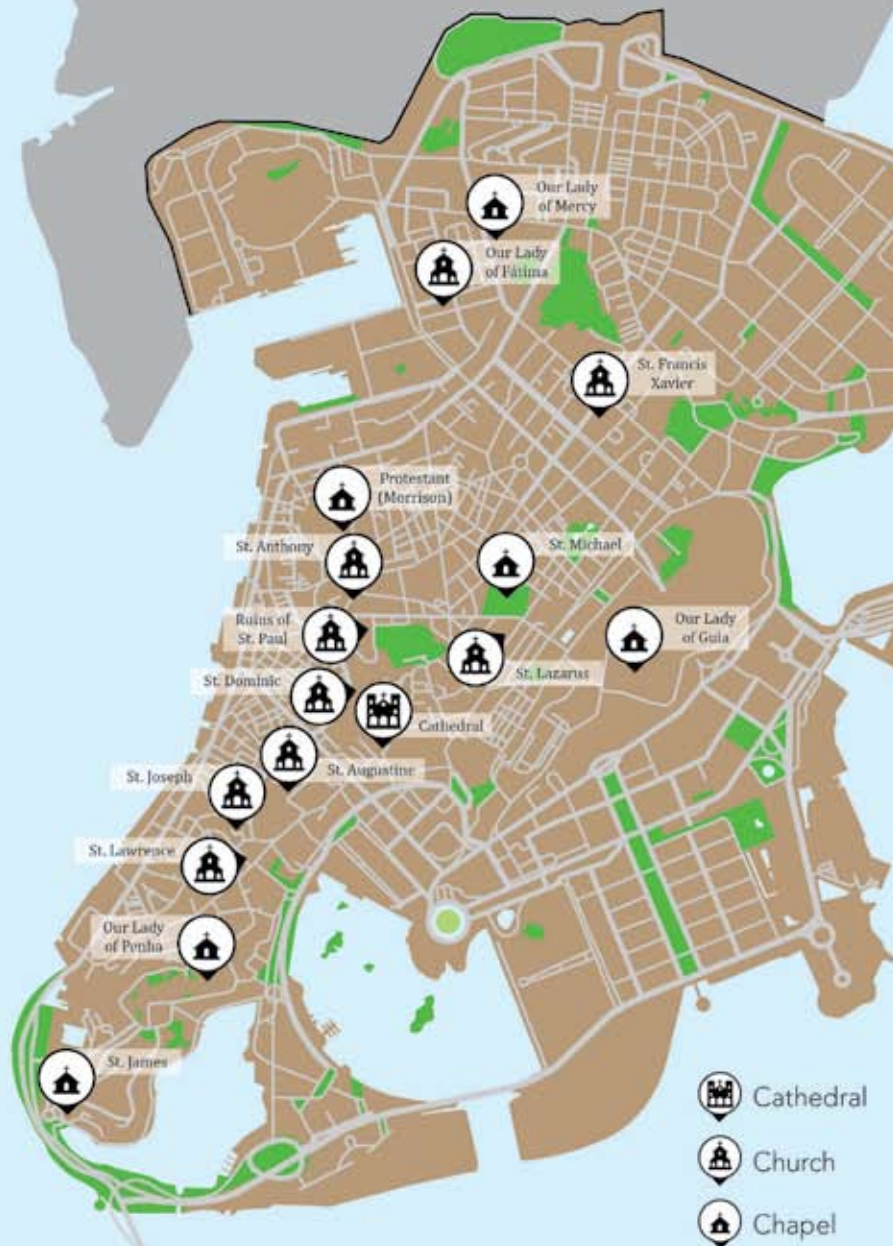 Our Lady
of Mercy
Our Lady
of Fátima
St. Francis
Xavier
Protestant
(Morrison)
St. Anthony
St. Michael
Ruins of
St. Paul
Our Lady
of Guia
St. Lazarus
St. Dominic
Cathedral
St. Augustine
St. Joseph
St. Lawrence
Our Lady
of Penha
St. James
Cathedral
Church
Chapel